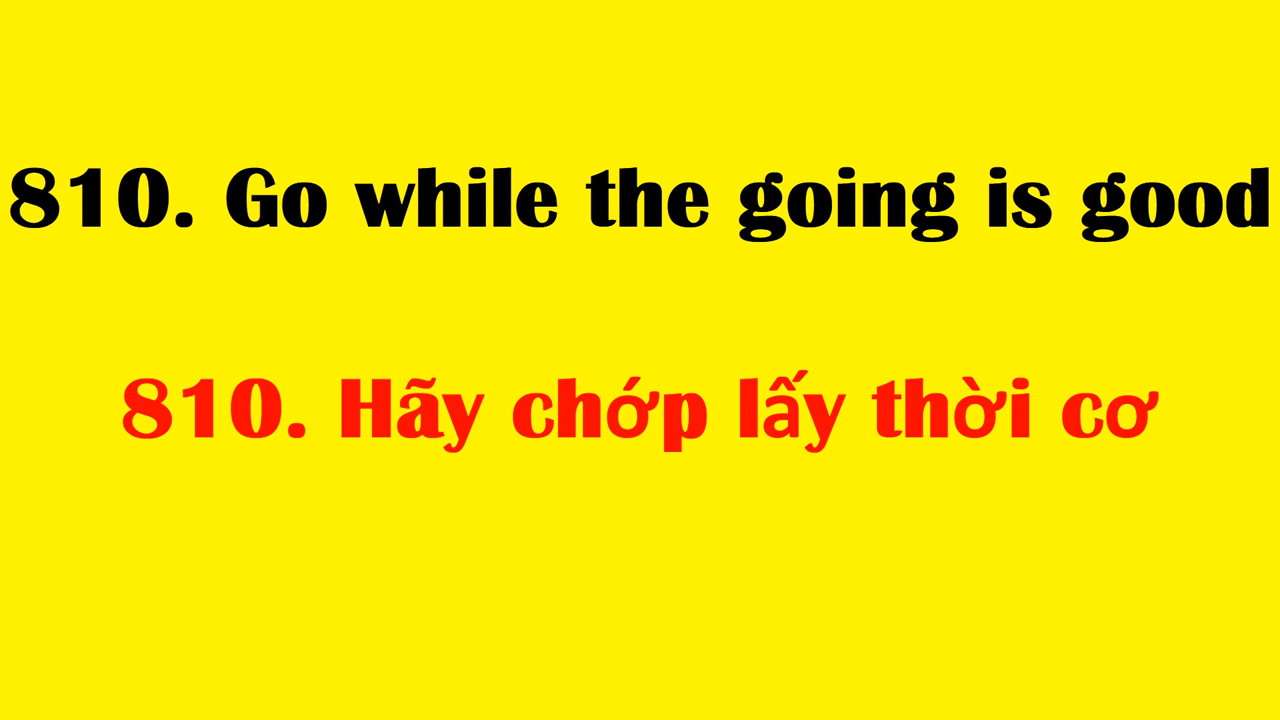 810. Go while the going is good
810. Hãy chớp lấy thời cơ